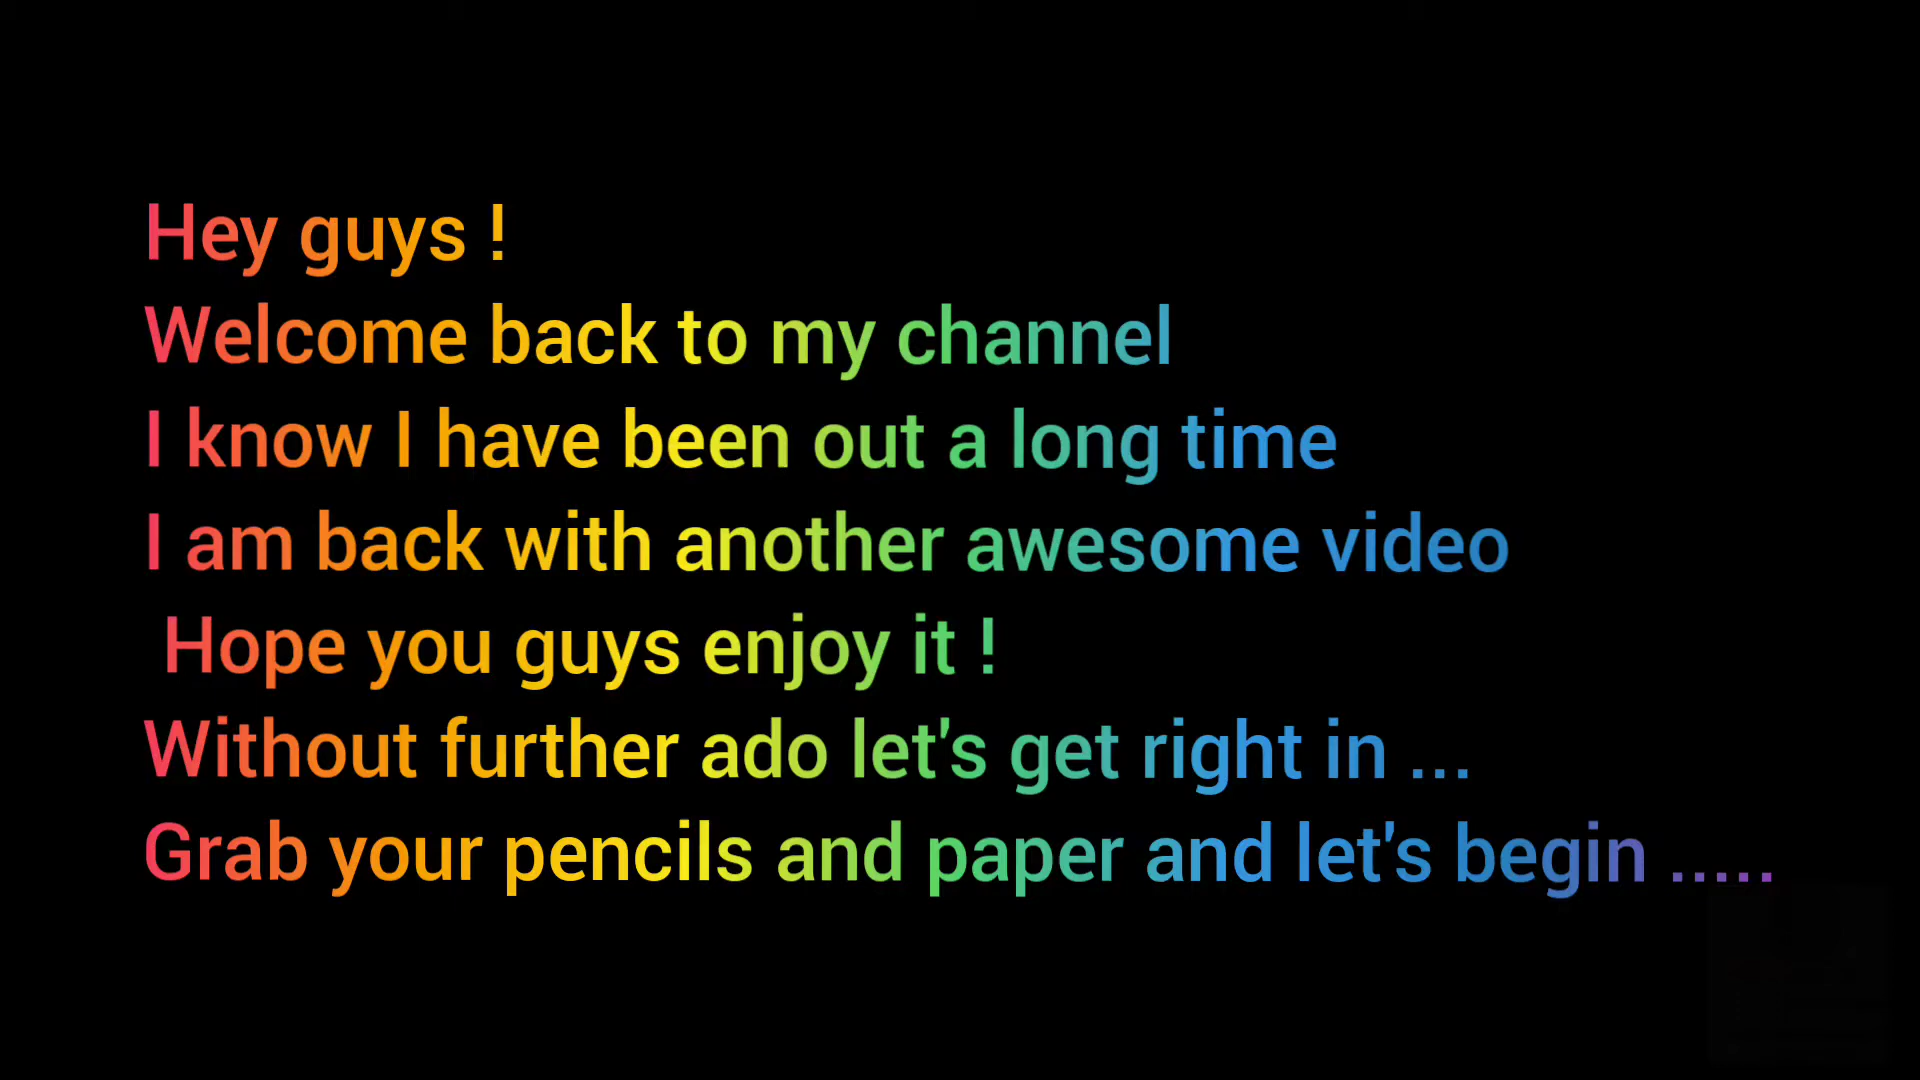 Hey guys !
Welcome back to my channel
I know I have been out a long time
I am back with another awesome video
Hope you guys enjoy it !
Without further ado let's get right in ...
Grab your pencils and paper and let's begin .....